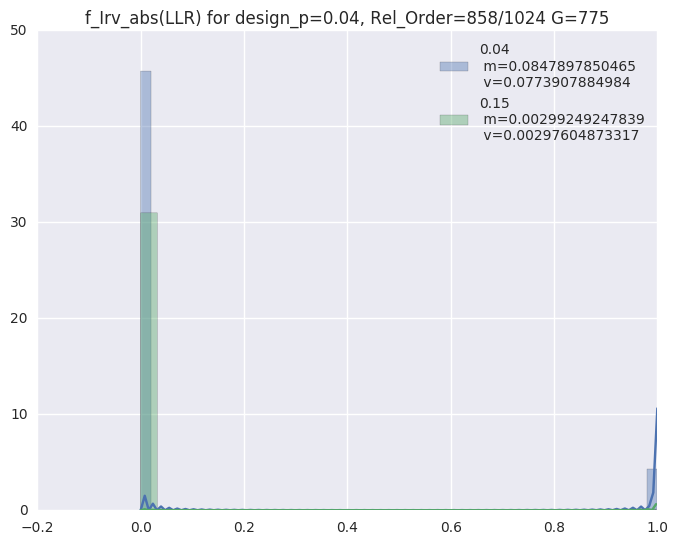 f_Irv_abs(LLR) for design_p=0.04, Rel_Order=858/1024 G=775
50
40
30
20
10
0
0.04
m=0.0847897850465
v=0.0773907884984
0.15
m=0.00299249247839
v=0.00297604873317
−0.2 0.0 0.2 0.4 0.6 0.8 1.0